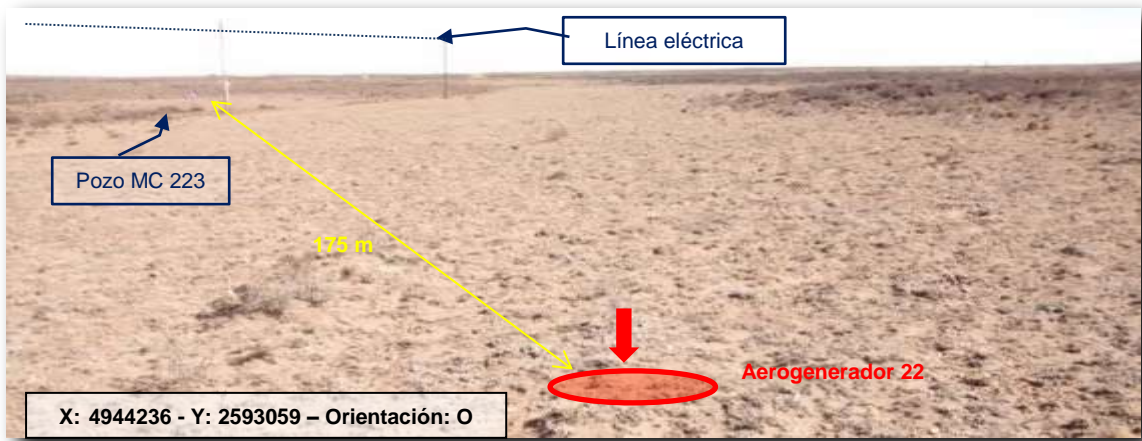 Línea eléctrica
Pozo MC 223
175 m
Aerogenerador 22
X: 4944236 - Y: 2593059 – Orientación: O